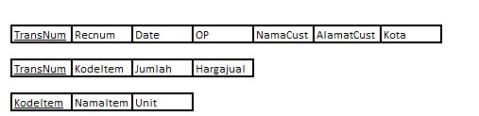 TransNum Recnum Date OP NamaCust AlamatCust Kota
TransNum KodeItem Jumlah Hargajual
KodeItem NamaItem Unit